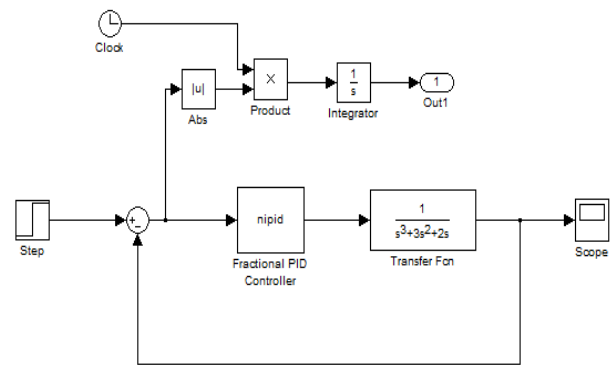 Clock
|u|
Abs
×
Product
1
s
Integrator
1
Out1
Step
+
−
nipid
Fractional PID
Controller
1
s³+3s²+2s
Transfer Fcn
Scope